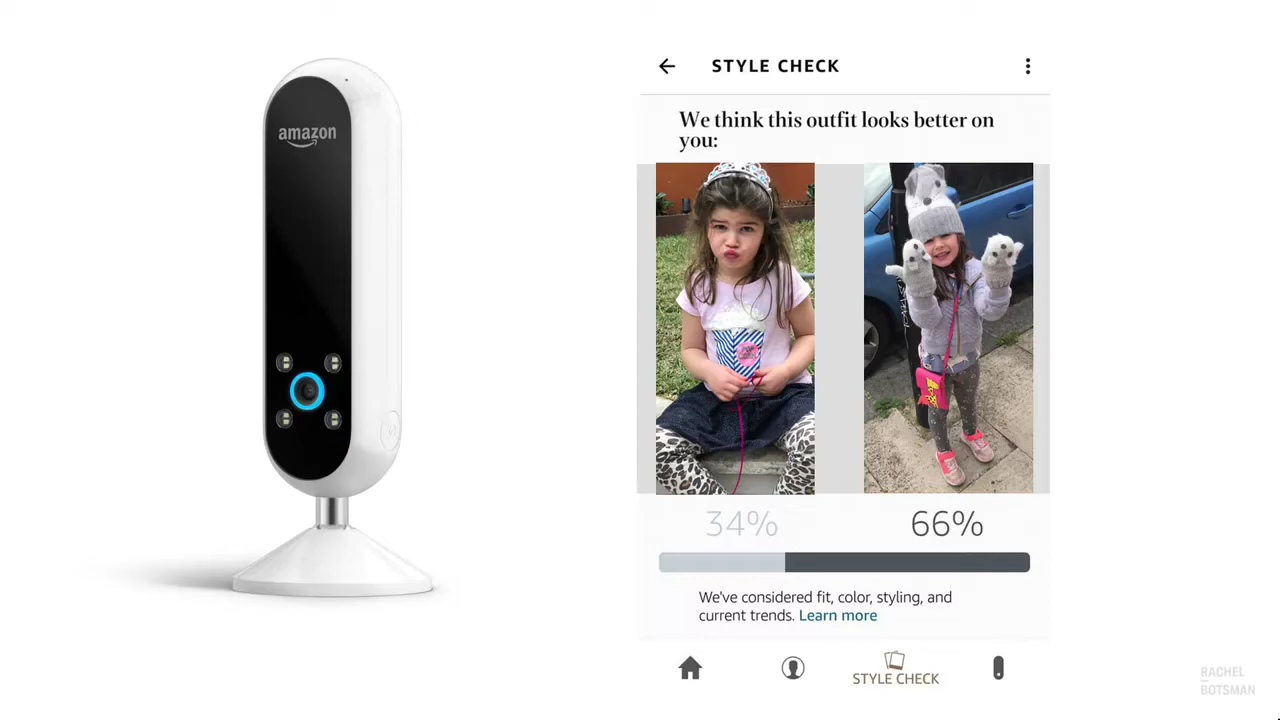 amazon
STYLE CHECK
We think this outfit looks better on
you:
34%
66%
We've considered fit, color, styling, and
current trends. Learn more
STYLE CHECK
RACHEL
BOTSMAN